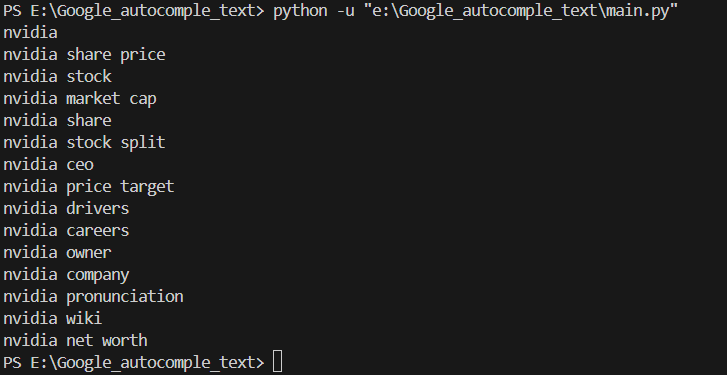 PS E:\Google_autocomple_text> python -u "e:\Google_autocomple_text\main.py"
nvidia
nvidia share price
nvidia stock
nvidia market cap
nvidia share
nvidia stock split
nvidia ceo
nvidia price target
nvidia drivers
nvidia careers
nvidia owner
nvidia company
nvidia pronunciation
nvidia wiki
nvidia net worth
PS E:\Google_autocomple_text>